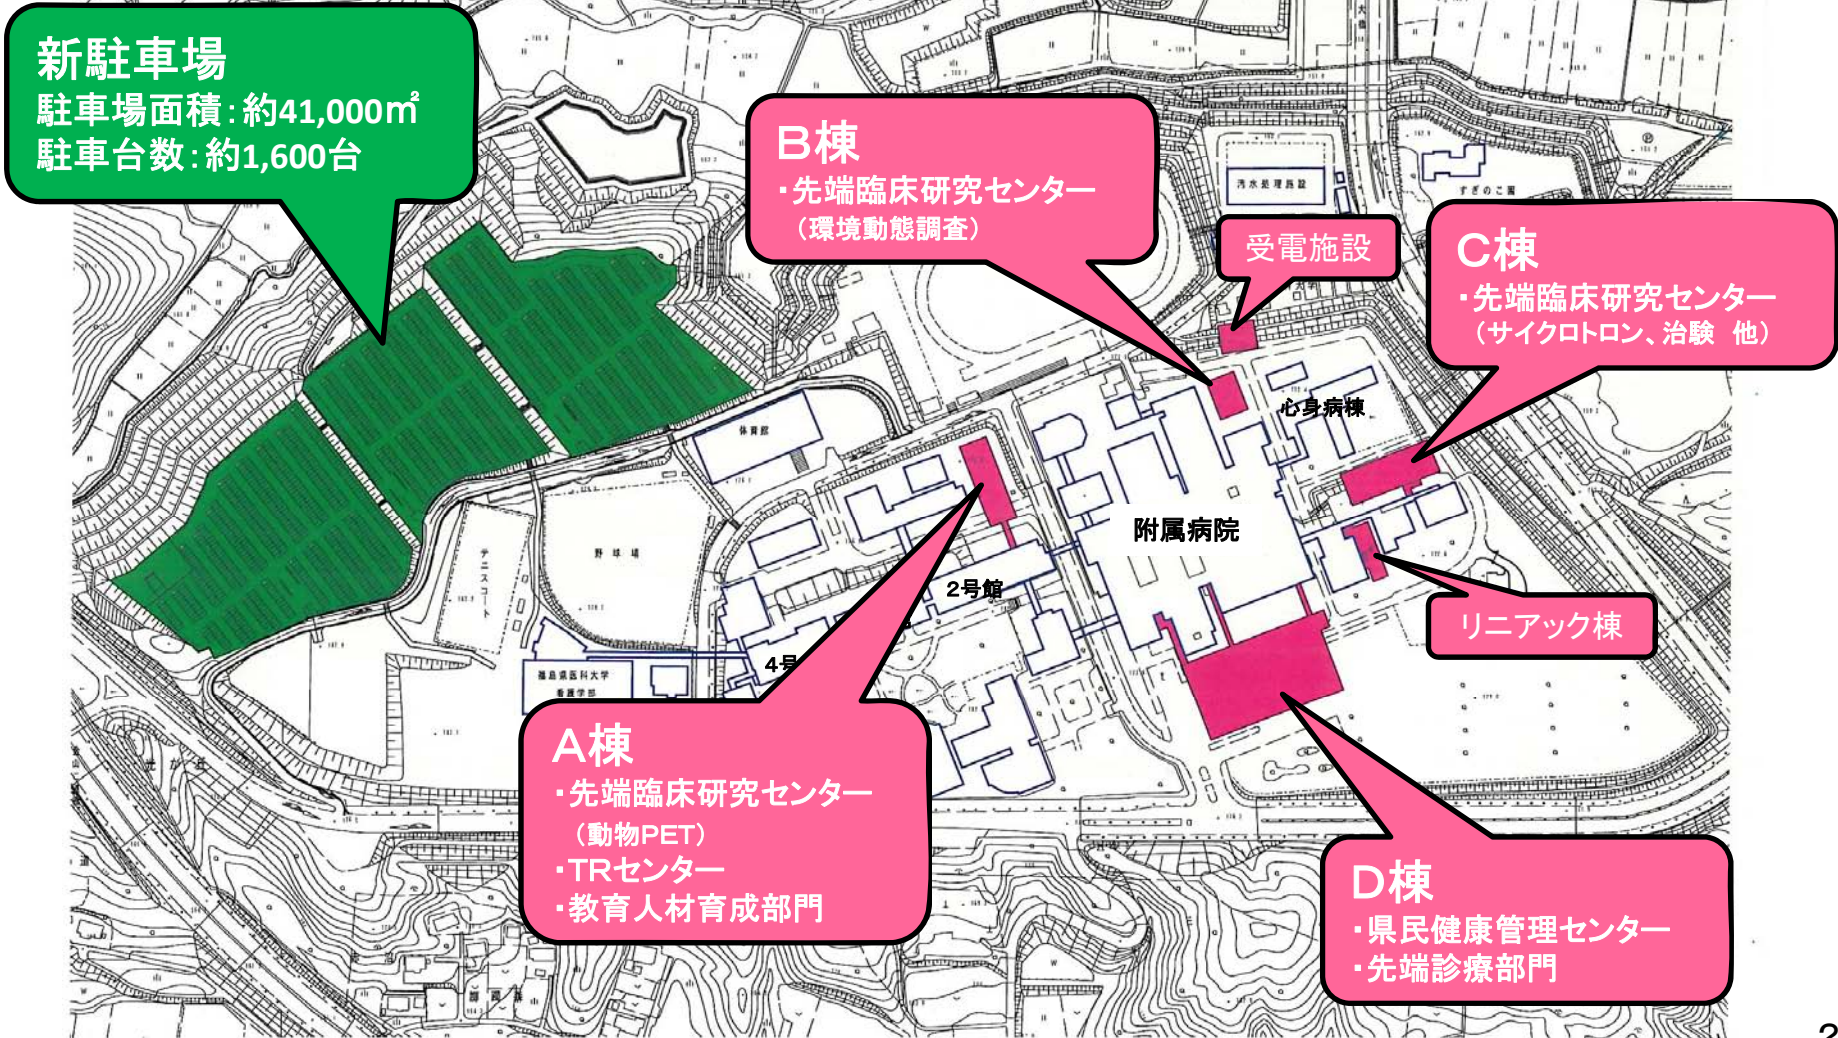 新駐車場
駐車場面積：約41,000㎡
駐車台数：約1,600台
B棟
・先端臨床研究センター
（環境動態調査）
受電施設
C棟
・先端臨床研究センター
（サイクロトロン、治験　他）
汚水処理施設
すぎのこ園
心身病棟
体育館
附属病院
野球場
テニスコート
2号館
リニアック棟
4号
福島県医科大学
看護学部
光が丘
A棟
・先端臨床研究センター
（動物PET）
・TRセンター
・教育人材育成部門
D棟
・県民健康管理センター
・先端診療部門